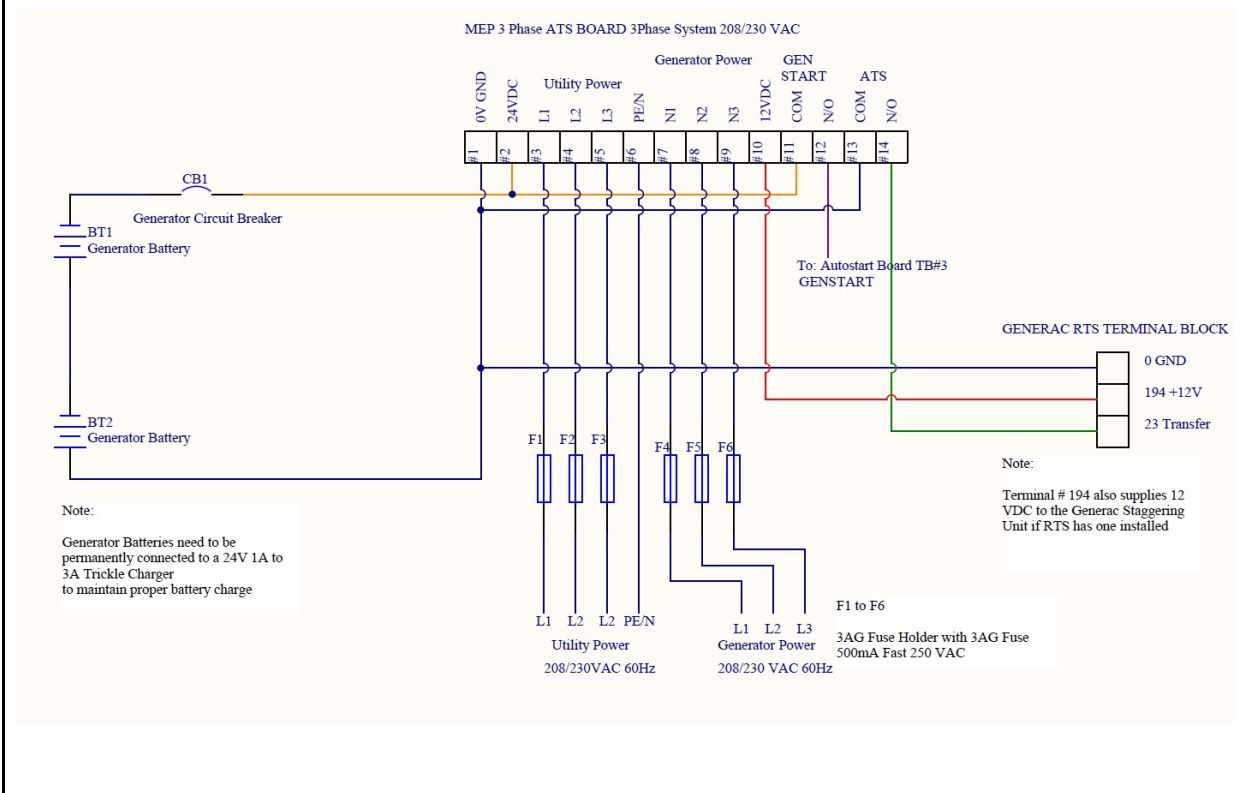 MEP 3 Phase ATS BOARD 3Phase System 208/230 VAC
Generator Power
GEN
START
ATS
Utility Power
0V GND
24VDC
L1
L2
L3
PE/N
N1
N2
N3
12VDC
COM
N/O
COM
N/O
#1
#2
#3
#4
#5
#6
#7
#8
#9
#10
#11
#12
#13
#14
CB1
Generator Circuit Breaker
BT1
Generator Battery
To: Autostart Board TB#3
GENSTART
GENERAC RTS TERMINAL BLOCK
0 GND
194 +12V
23 Transfer
BT2
Generator Battery
F1
F2
F3
F4
F5
F6
Note:
Terminal # 194 also supplies 12
VDC to the Generac Staggering
Unit if RTS has one installed
Note:
Generator Batteries need to be
permanently connected to a 24V 1A to
3A Trickle Charger
to maintain proper battery charge
L1 L2 L2 PE/N
Utility Power
208/230VAC 60Hz
L1 L2 L3
Generator Power
208/230 VAC 60Hz
F1 to F6
3AG Fuse Holder with 3AG Fuse
500mA Fast 250 VAC